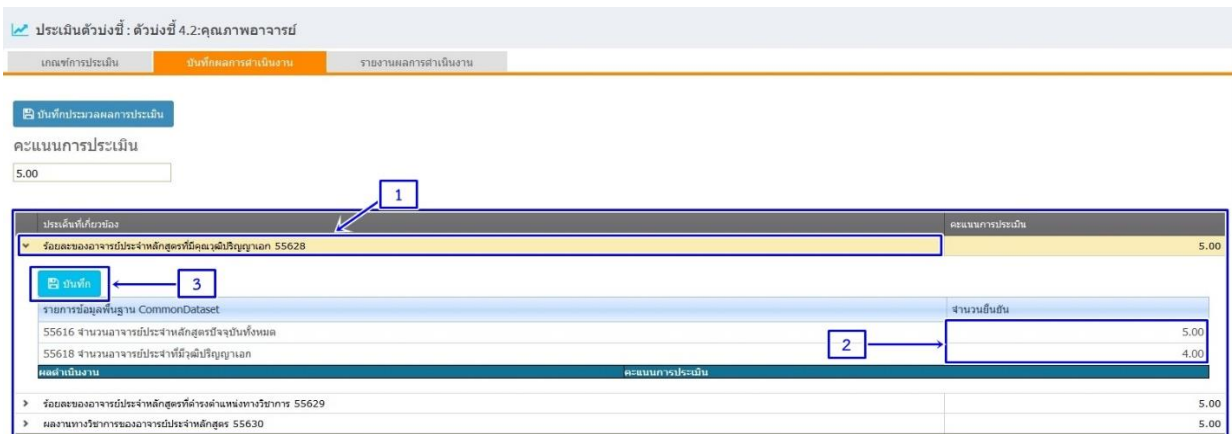 ประเมินตัวบ่งชี้ : ตัวบ่งชี้ 4.2:คุณภาพอาจารย์
เกณฑ์การประเมิน บันทึกผลการดำเนินงาน รายงานผลการดำเนินงาน
บันทึกประมวลผลการประเมิน
คะแนนการประเมิน
5.00
1
ประเด็นที่เกี่ยวข้อง คะแนนการประเมิน
ร้อยละของอาจารย์ประจำหลักสูตรที่มีคุณวุฒิปริญญาเอก 55628 5.00
บันทึก 3
รายการข้อมูลพื้นฐาน CommonDataset จำนวนยืนยัน
55616 จำนวนอาจารย์ประจำหลักสูตรปัจจุบันทั้งหมด 5.00
2
55618 จำนวนอาจารย์ประจำที่มีวุฒิปริญญาเอก 4.00
ผลดำเนินงาน คะแนนการประเมิน
ร้อยละของอาจารย์ประจำหลักสูตรที่ดำรงตำแหน่งทางวิชาการ 55629 5.00
ผลงานทางวิชาการของอาจารย์ประจำหลักสูตร 55630 5.00